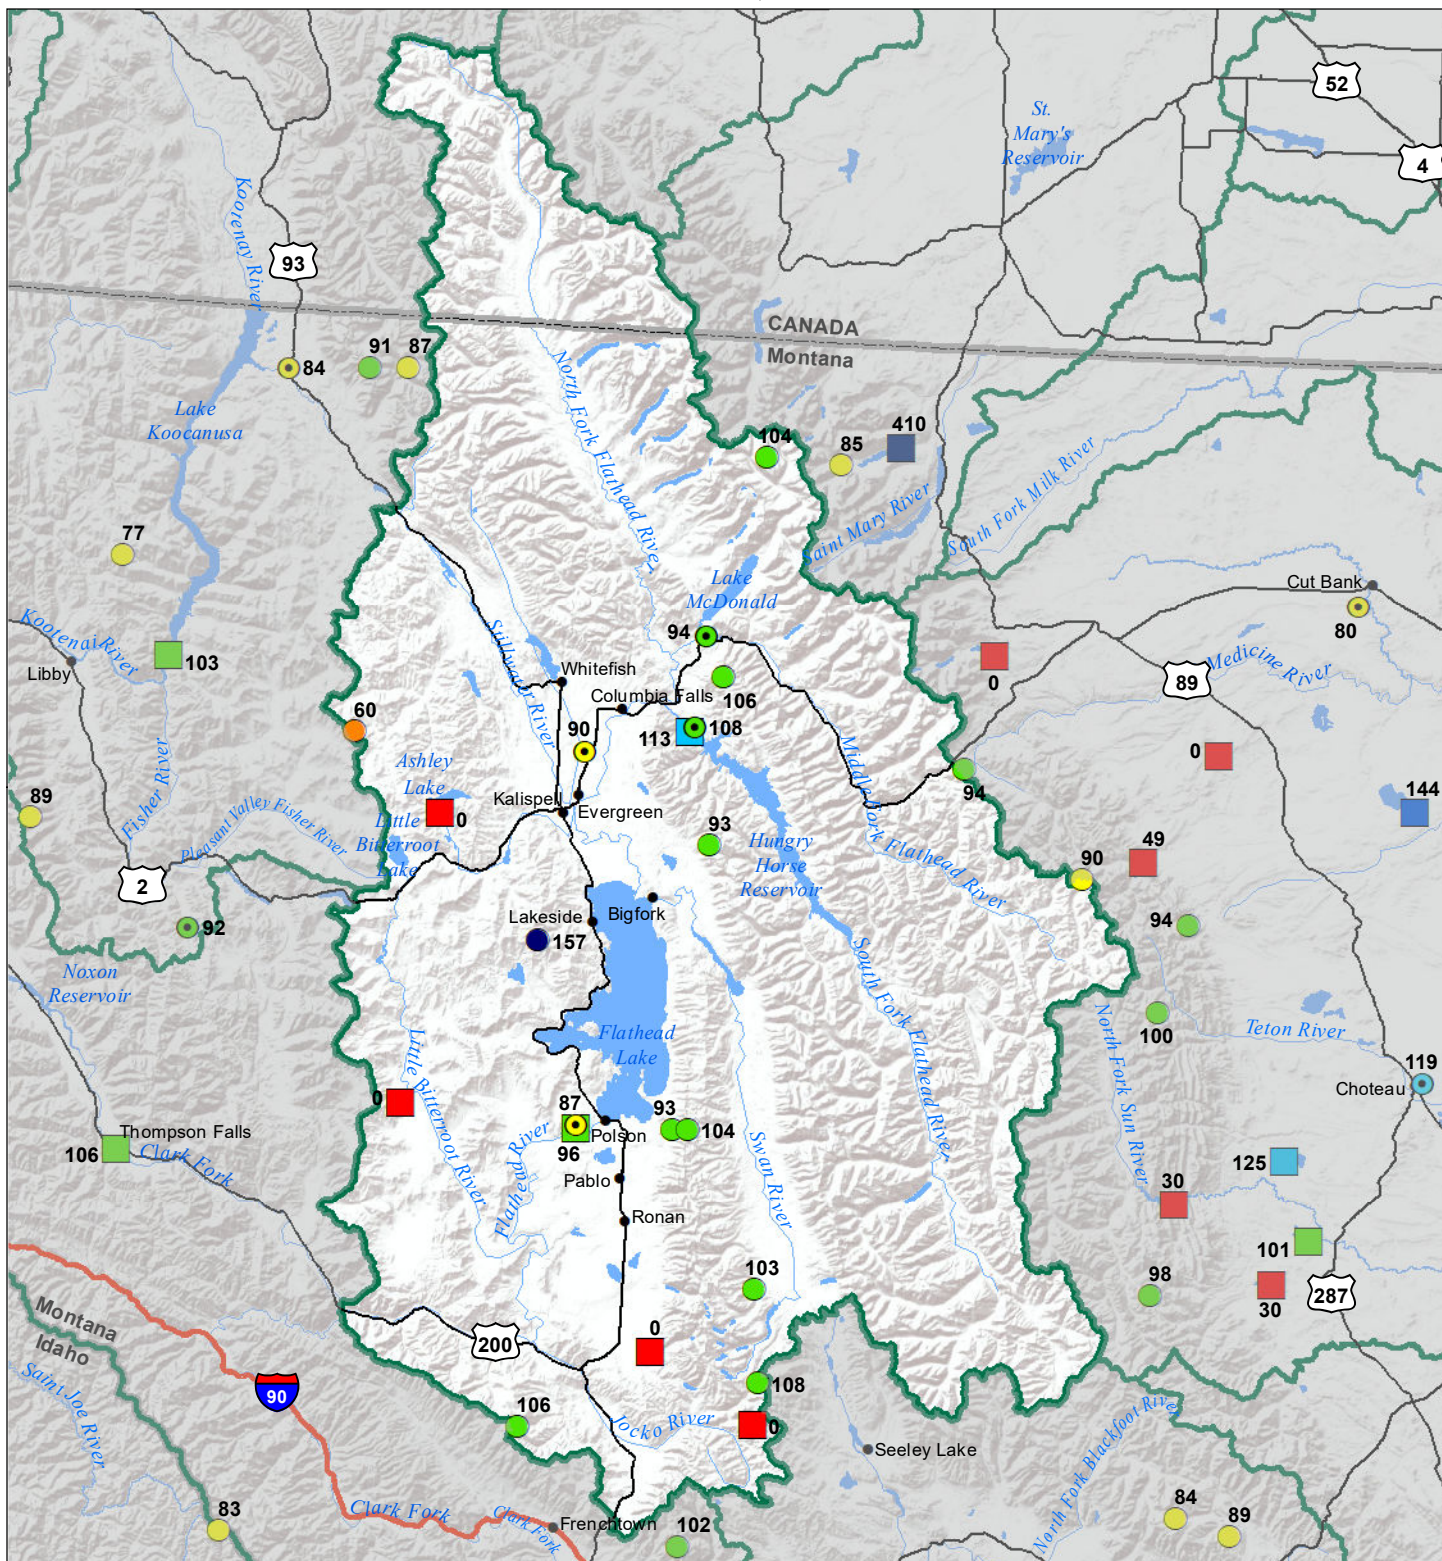 52
St.
Mary's
Reservoir
4
Kootenay River
93
CANADA
Montana
91
87
84
North Fork Flathead River
Lake
Koocanusa
104
85
410
South Fork Milk River
Saint Mary River
77
Lake
McDonald
Cut Bank
80
Kootenai River
94
Stillwater River
103
Libby
Whitefish
0
Medicine River
89
106
Columbia Falls
60
90
113
108
Middle Fork Flathead River
0
Ashley
Lake
94
144
89
Fisher River
Kalispell
Evergreen
0
Little
Bitterroot
Lake
Pleasant Valley Fisher River
93
Hungry
Horse
Reservoir
49
90
2
Lakeside
Bigfork
94
92
157
South Fork Flathead River
Noxon
Reservoir
North Fork Sun River
100
Teton River
Flathead
Lake
Little Bitterroot River
119
Choteau
0
87
93
104
Thompson Falls
106
Clark Fork
Polson
96
Flathead River
Swan River
125
Pablo
30
Ronan
101
103
98
30
287
Montana
Idaho
0
200
90
Saint Joe River
108
106
Jocko River
0
Seeley Lake
North Fork Blackfoot River
83
Clark Fork
Clark Fork
Frenchtown
102
84
89